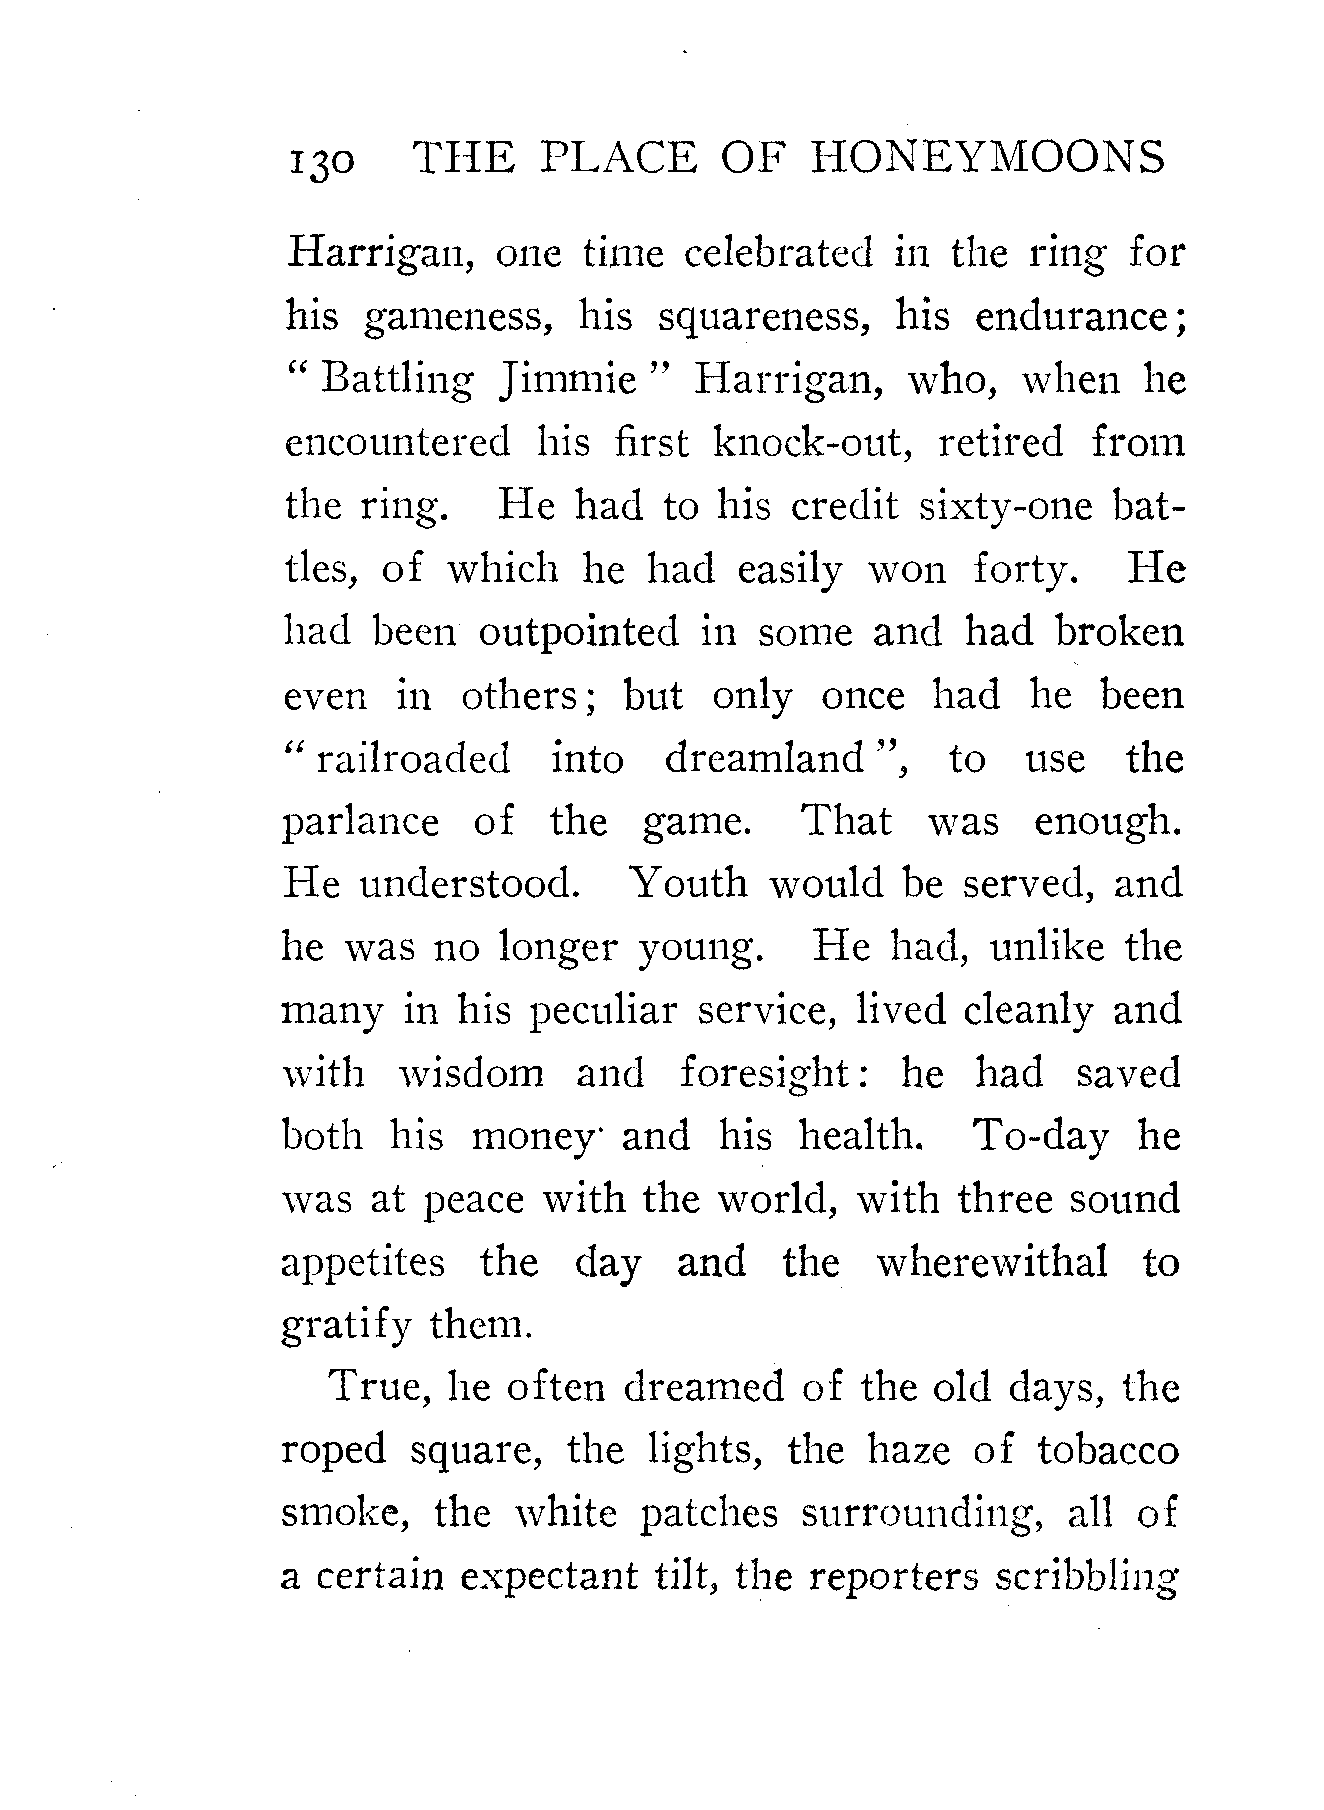 130 THE PLACE OF HONEYMOONS
Harrigan, one time celebrated in the ring for
his gameness, his squareness, his endurance;
" Battling Jimmie " Harrigan, who, when he
encountered his first knock-out, retired from
the ring. He had to his credit sixty-one bat-
tles, of which he had easily won forty. He
had been outpointed in some and had broken
even in others; but only once had he been
" railroaded into dreamland ", to use the
parlance of the game. That was enough.
He understood. Youth would be served, and
he was no longer young. He had, unlike the
many in his peculiar service, lived cleanly and
with wisdom and foresight: he had saved
both his money and his health. To-day he
was at peace with the world, with three sound
appetites the day and the wherewithal to
gratify them.
True, he often dreamed of the old days, the
roped square, the lights, the haze of tobacco
smoke, the white patches surrounding, all of
a certain expectant tilt, the reporters scribbling